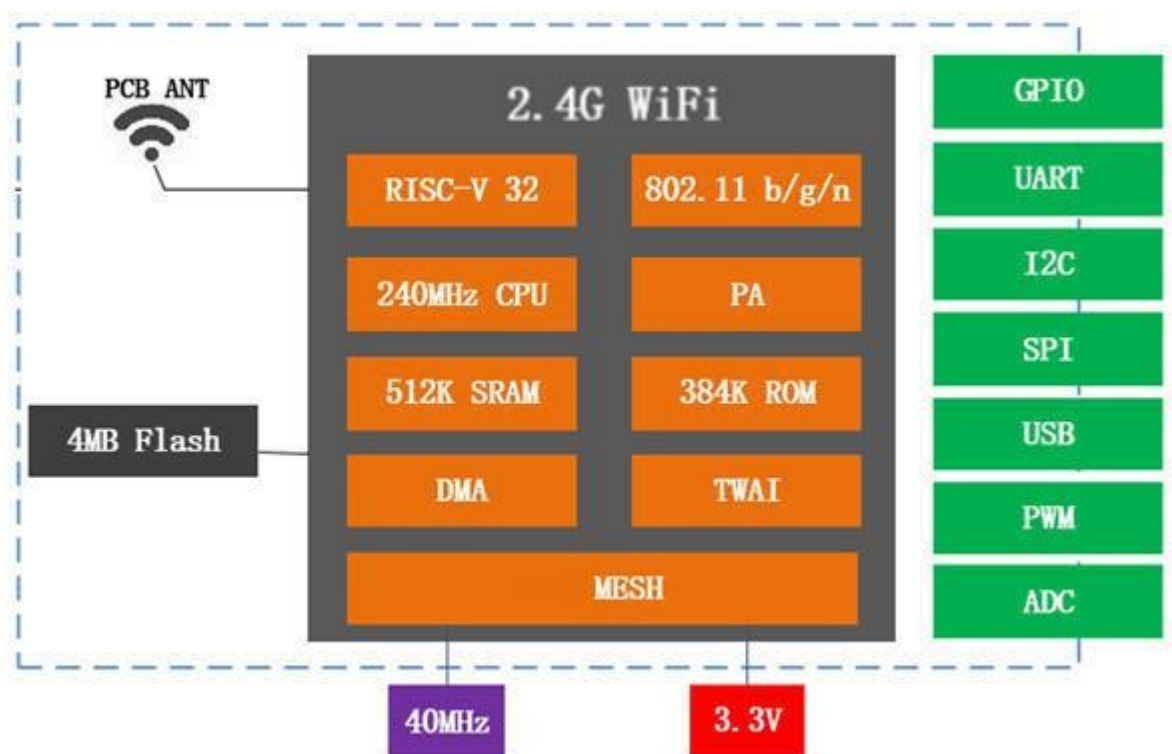 PCB ANT
2.4G WiFi
RISC-V 32
802.11 b/g/n
240MHz CPU
PA
512K SRAM
384K ROM
4MB Flash
DMA
TWAI
MESH
GPIO
UART
I2C
SPI
USB
PWM
ADC
40MHz
3.3V